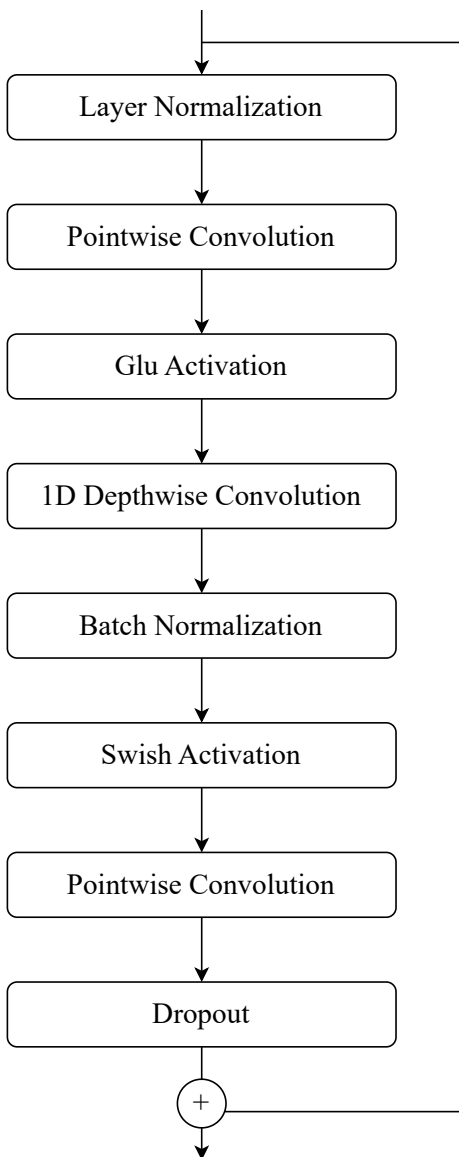 Layer Normalization
Pointwise Convolution
Glu Activation
1D Depthwise Convolution
Batch Normalization
Swish Activation
Pointwise Convolution
Dropout
+